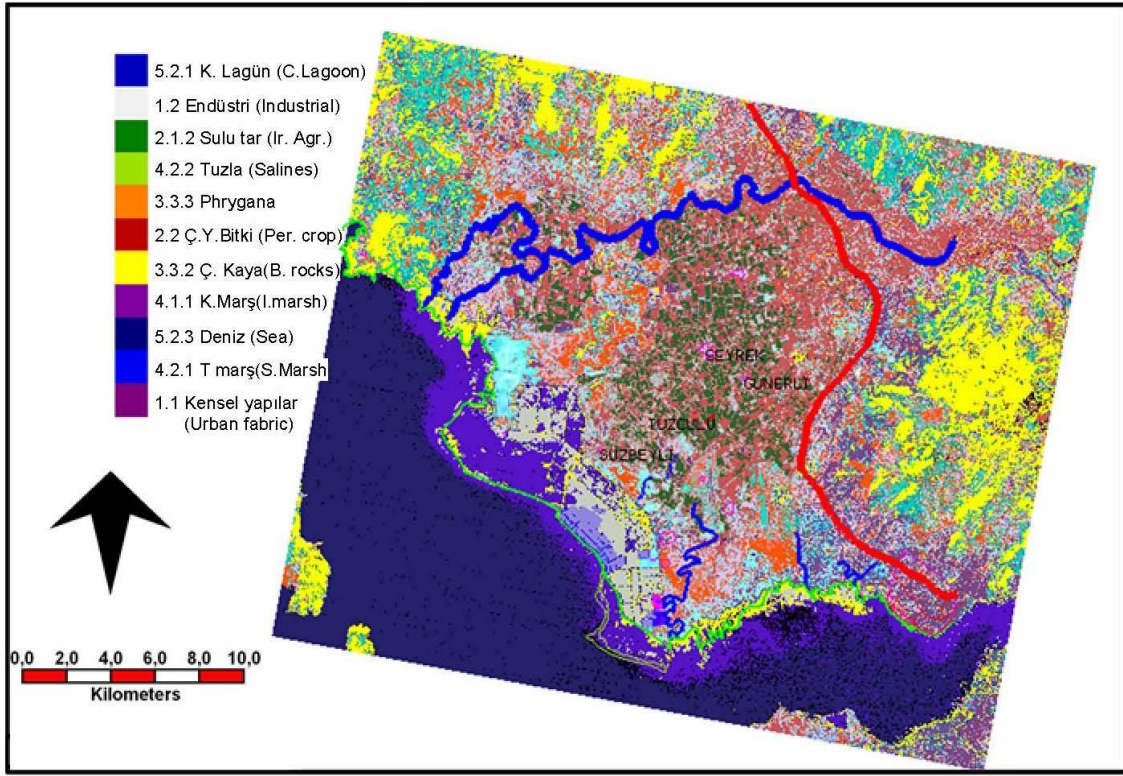 5.2.1 K. Lagün (C.Lagoon)
1.2 Endüstri (Industrial)
2.1.2 Sulu tar (Ir. Agr.)
4.2.2 Tuzla (Salines)
3.3.3 Phrygana
2.2 Ç.Y.Bitki (Per. crop)
3.3.2 Ç. Kaya(B. rocks)
4.1.1 K.Marş(I.marsh)
5.2.3 Deniz (Sea)
4.2.1 T marş(S.Marsh
1.1 Kensel yapılar
(Urban fabric)
SEYREK
GUNERLI
TUZCULU
SUZBEYLI
0,0 2,0 4,0 6,0 8,0 10,0
Kilometers